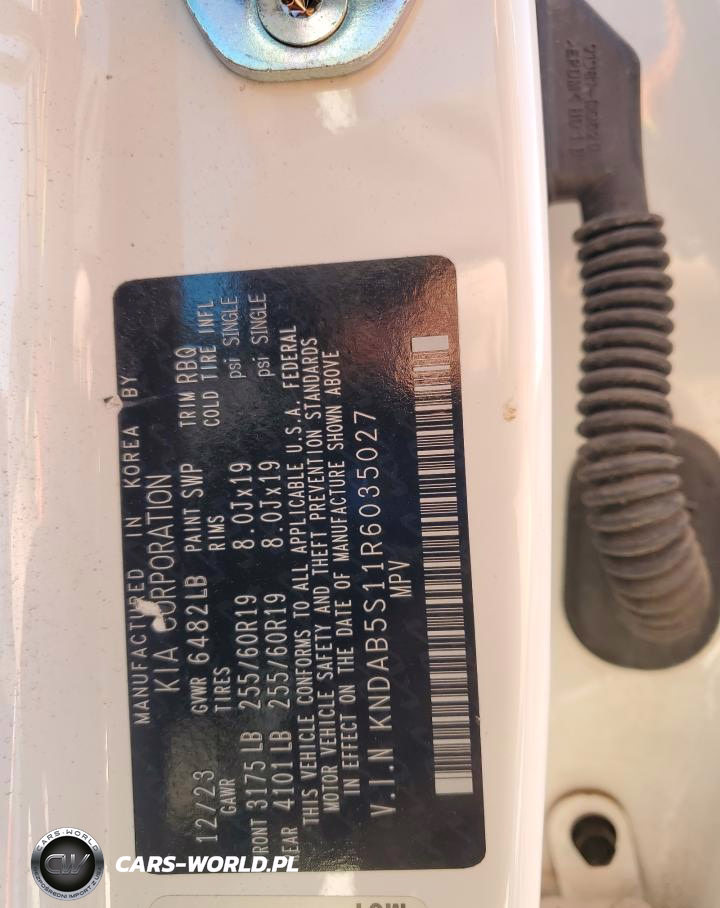 MANUFACTURED IN KOREA BY
KIA CORPORATION
12/23 GVWR 6482LB PAINT SWP TRIM RBQ
GAWR TIRES RIMS COLD TIRE INFL
RONT 3175 LB 255/60R19 8.0Jx19 psi SINGLE
EAR 4101 LB 255/60R19 8.0Jx19 psi SINGLE
THIS VEHICLE CONFORMS TO ALL APPLICABLE U.S.A. FEDERAL
MOTOR VEHICLE SAFETY AND THEFT PREVENTION STANDARDS
IN EFFECT ON THE DATE OF MANUFACTURE SHOWN ABOVE
V.I.N KNDAB5S11R6035027
MPV
CARS-WORLD
CW
CARS-WORLD.PL